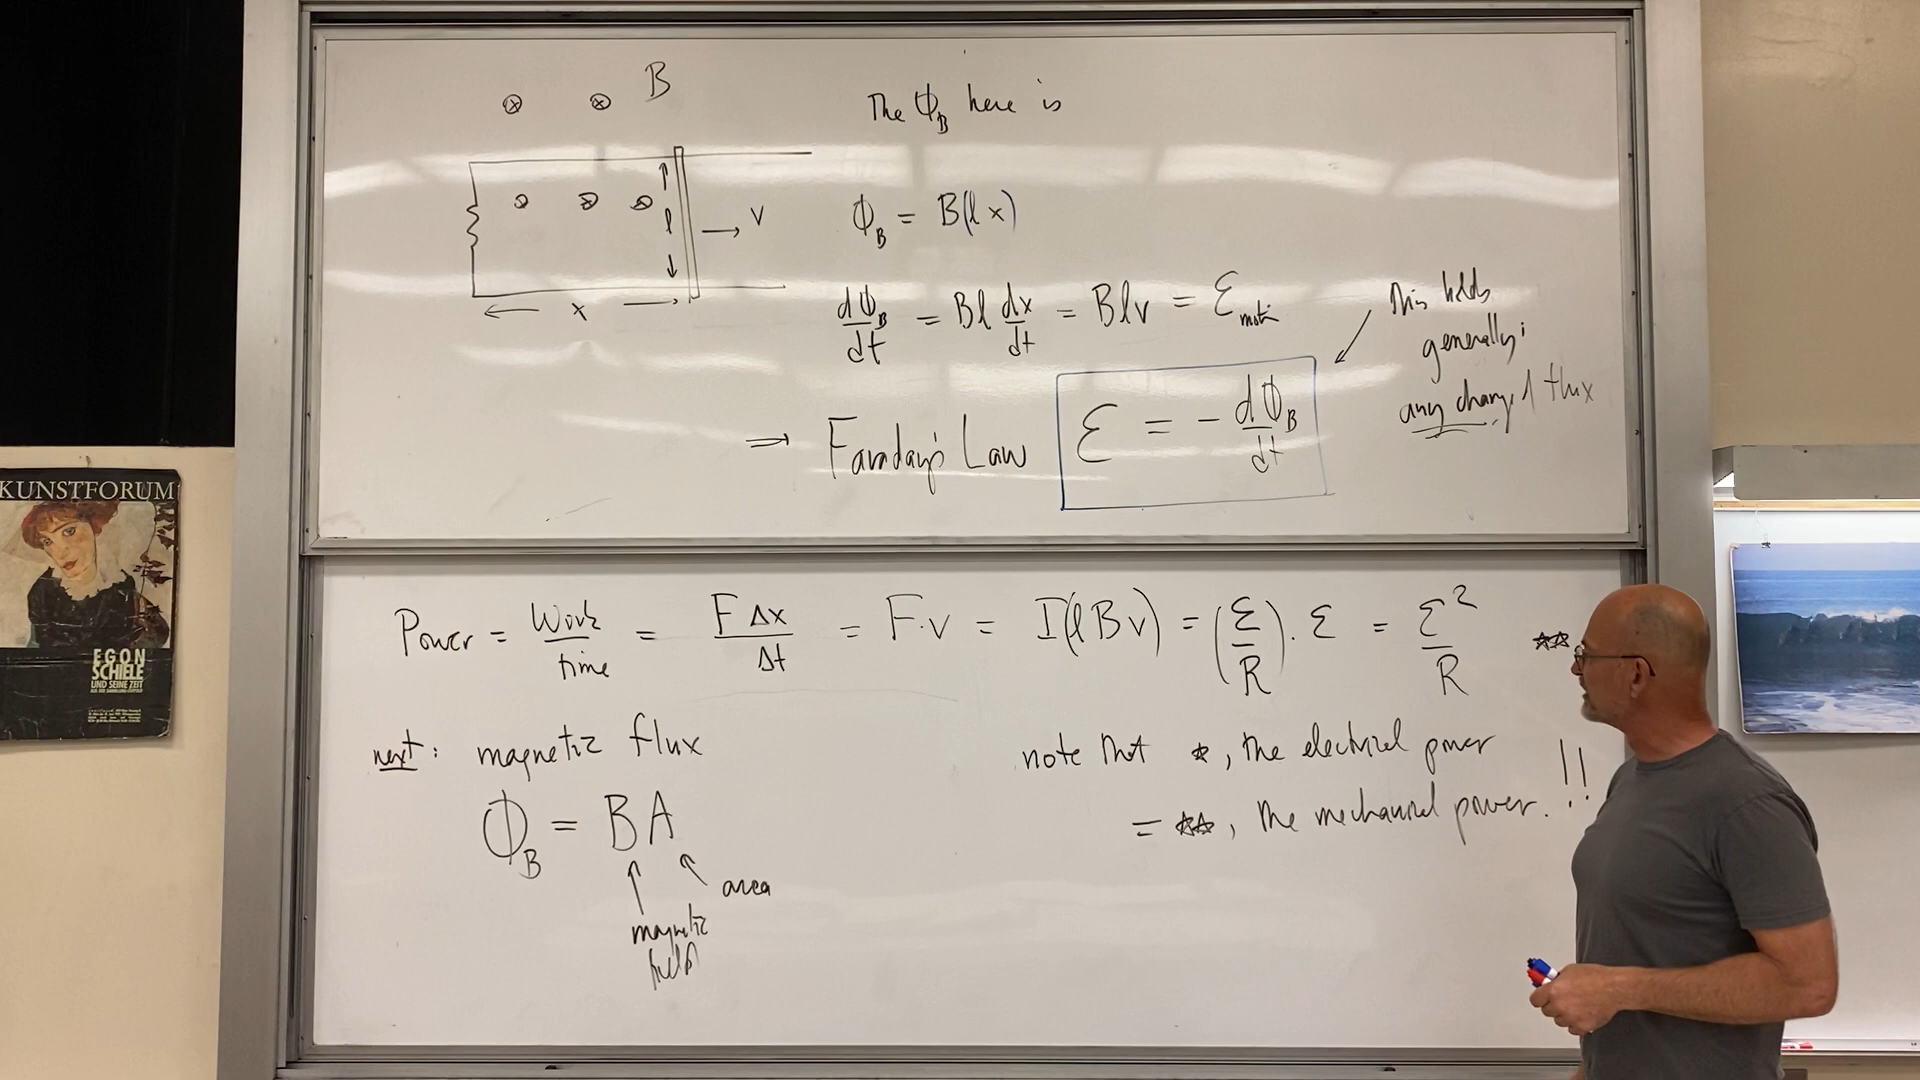 B
The Φ_B here is
l
→ V
← x →
Φ_B = B(l x)
dΦ_B/dt = Bl dx/dt = Blv = ℰ
This holds
generally:
any change of flux
⇒ Faraday's Law ℰ = - dΦ_B/dt
Power = Work/time = F Δx/Δt = F·v = I(lBv) = (ℰ/R)·ℰ = ℰ²/R ☆☆
next: magnetic flux
Φ_B = BA
area
magnetic
field
note that ☆, the electrical power
= ☆☆, the mechanical power. !!
KUNSTFORUM
EGON
SCHIELE
UND SEINE ZEIT